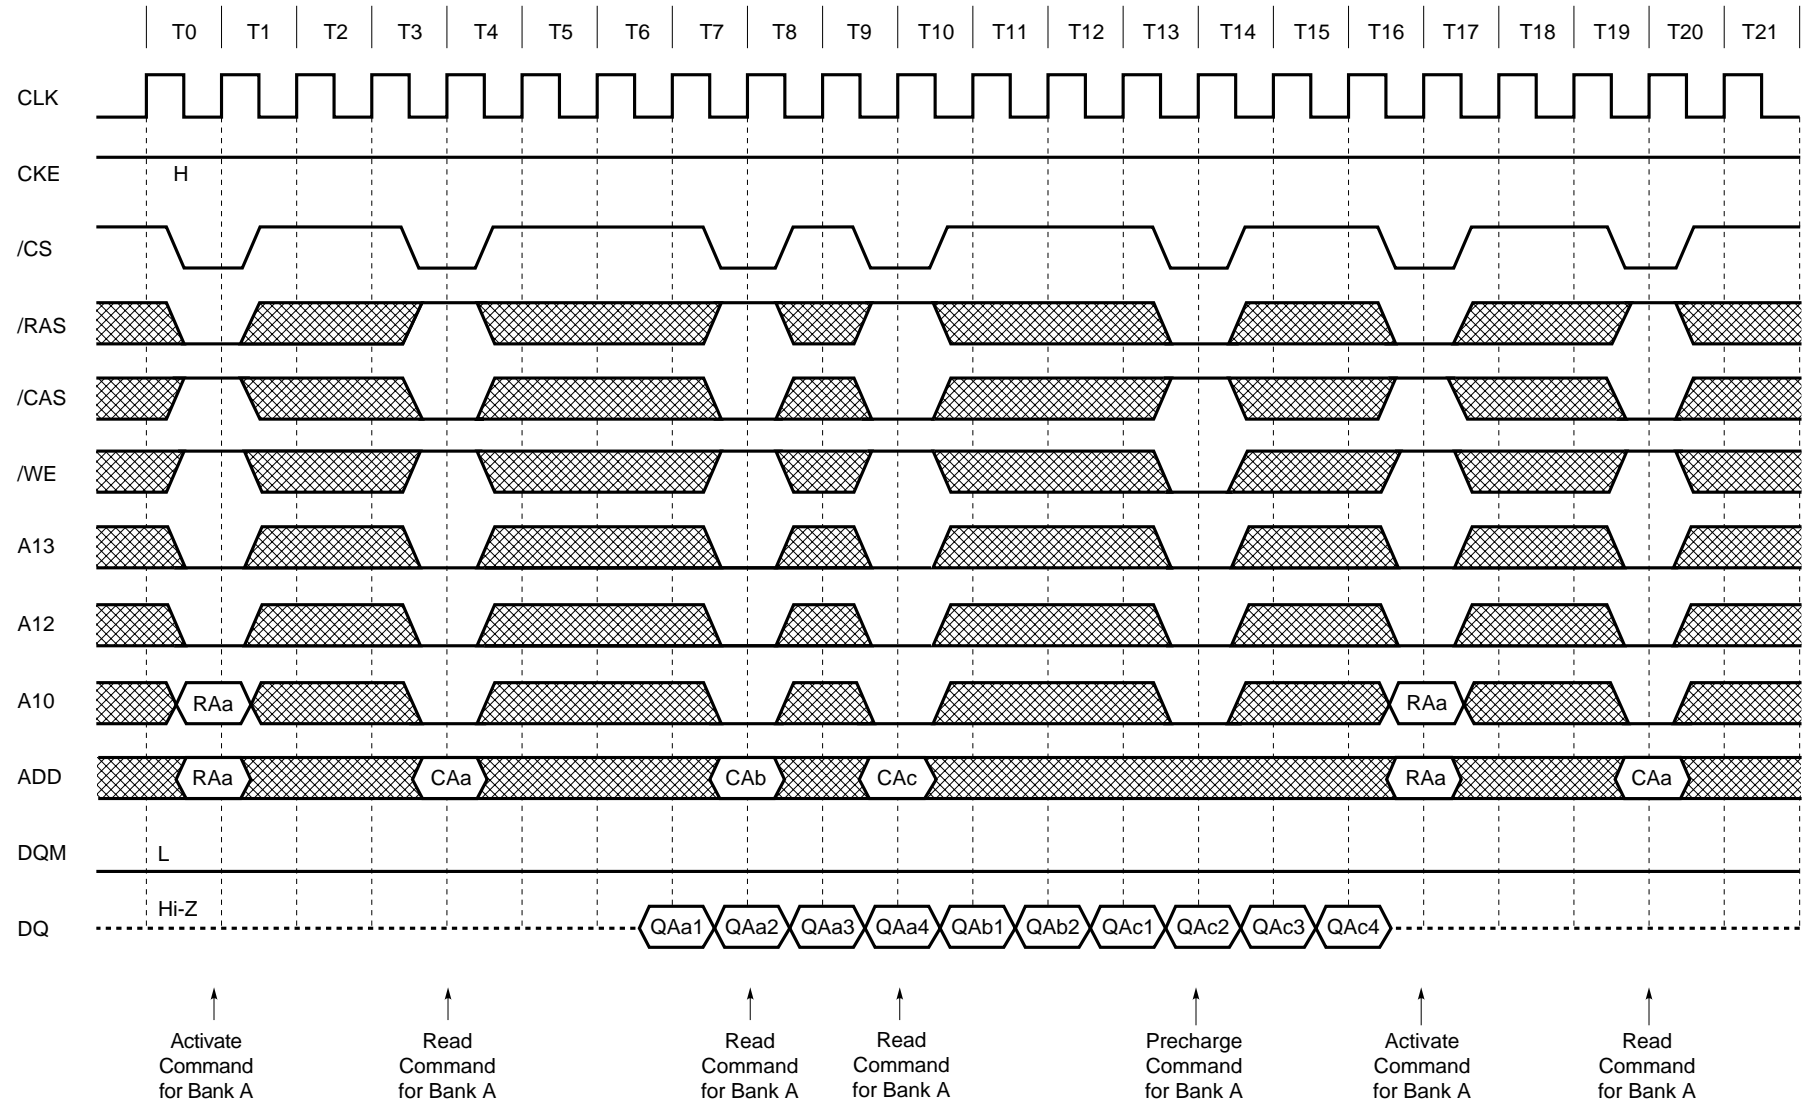 T0 T1 T2 T3 T4 T5 T6 T7 T8 T9 T10 T11 T12 T13 T14 T15 T16 T17 T18 T19 T20 T21
CLK
CKE H
/CS
/RAS
/CAS
/WE
A13
A12
A10 RAa RAa
ADD RAa CAa CAb CAc RAa CAa
DQM L
Hi-Z
DQ QAa1 QAa2 QAa3 QAa4 QAb1 QAb2 QAc1 QAc2 QAc3 QAc4
Activate
Command
for Bank A
Read
Command
for Bank A
Read
Command
for Bank A
Read
Command
for Bank A
Precharge
Command
for Bank A
Activate
Command
for Bank A
Read
Command
for Bank A